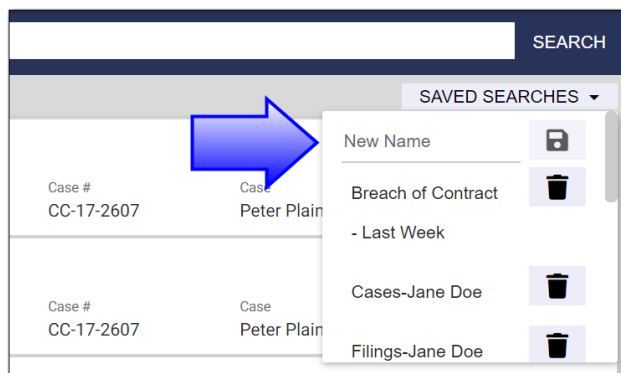 SEARCH
SAVED SEARCHES
New Name
Breach of Contract
- Last Week
Case #
Case
CC-17-2607
Peter Plain
Cases-Jane Doe
Case #
Case
CC-17-2607
Peter Plain
Filings-Jane Doe